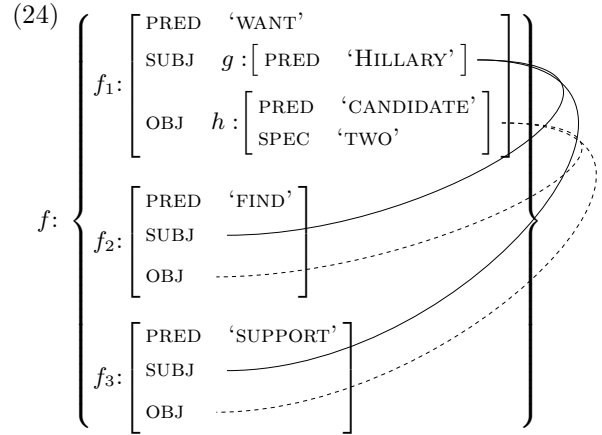 (24)
PRED ‘WANT’
SUBJ g:[ PRED ‘HILLARY’ ]
f1:
OBJ h: [ PRED ‘CANDIDATE’
SPEC ‘TWO’ ]
PRED ‘FIND’
f: f2: SUBJ
OBJ
PRED ‘SUPPORT’
f3: SUBJ
OBJ